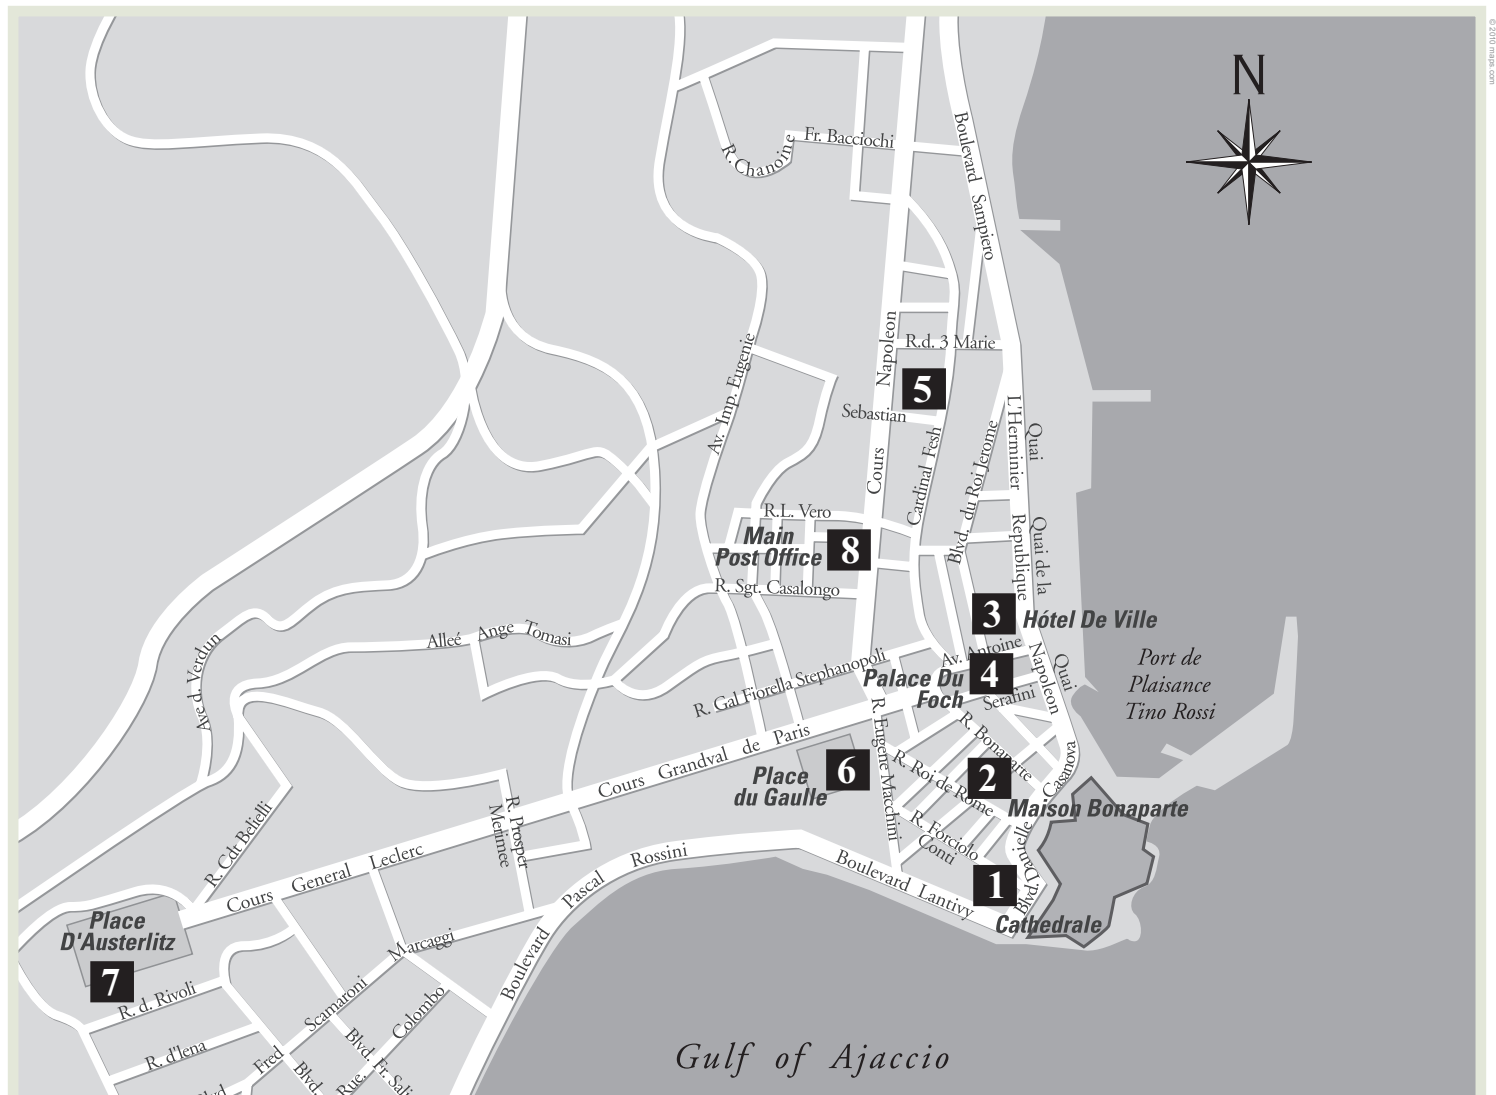 © 2010 maps.com
N
Boulevard Sampiero
Fr. Bacciochi
R. Chanoine
Napoleon
R.d. 3 Marie
Av. Imp. Eugenie
5
Sebastian
L'Herminier
Quai
Cours
Cardinal Fesh
Blvd. du Roi Jerome
R.L. Vero
Main
Post Office
8
Republique
Quai de la
R. Sgt. Casalongo
3
Hótel De Ville
Alleé Ange Tomasi
Ave d. Verdun
Av. Antoine
R. Gal Fiorella Stephanopoli
Palace Du
Foch
4
Serafini
Napoleon
Quai
Port de
Plaisance
Tino Rossi
R. Eugene Macchini
R. Bonaparte
Cours Grandval de Paris
Place
du Gaulle
6
R. Roi de Rome
2
Maison Bonaparte
Casanova
R. Prosper
Merimee
R. Cdt Belielli
R. Forciolo
Conti
Blvd. Danielle
Cours General Leclerc
Boulevard Pascal Rossini
Boulevard Lantivy
1
Cathedrale
Place
D'Austerlitz
7
Marcaggi
R. d. Rivoli
Scamaroni
Colombo
R. d'Iena
Fred
Blvd. Fr. Sali
Blvd.
Rue.
Blvd
Gulf of Ajaccio